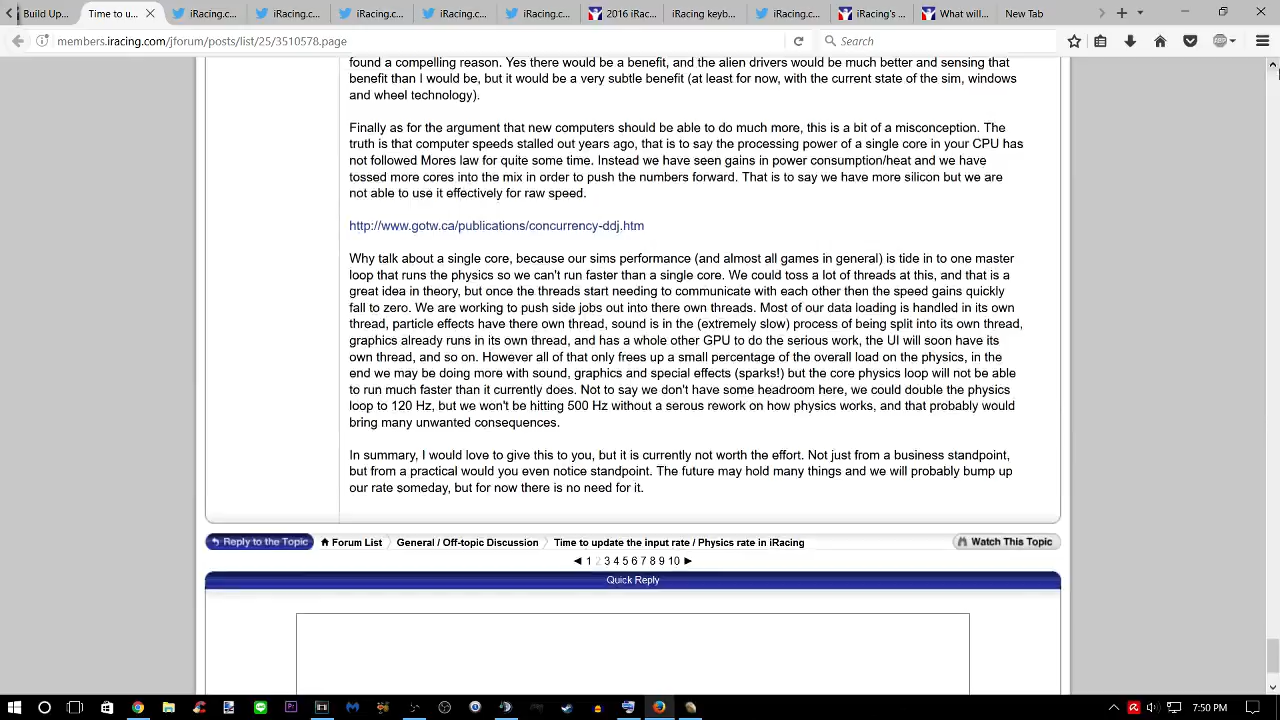 Build Up
Time to u...
iRacing.c...
iRacing.c...
iRacing.c...
iRacing.c...
iRacing.c...
2016 iRac...
iRacing keyb...
iRacing.c...
iRacing's ...
What will...
New Tab
members.iracing.com/jforum/posts/list/25/3510578.page
Search
ABP
found a compelling reason. Yes there would be a benefit, and the alien drivers would be much better and sensing that
benefit than I would be, but it would be a very subtle benefit (at least for now, with the current state of the sim, windows
and wheel technology).
Finally as for the argument that new computers should be able to do much more, this is a bit of a misconception. The
truth is that computer speeds stalled out years ago, that is to say the processing power of a single core in your CPU has
not followed Mores law for quite some time. Instead we have seen gains in power consumption/heat and we have
tossed more cores into the mix in order to push the numbers forward. That is to say we have more silicon but we are
not able to use it effectively for raw speed.
http://www.gotw.ca/publications/concurrency-ddj.htm
Why talk about a single core, because our sims performance (and almost all games in general) is tide in to one master
loop that runs the physics so we can't run faster than a single core. We could toss a lot of threads at this, and that is a
great idea in theory, but once the threads start needing to communicate with each other then the speed gains quickly
fall to zero. We are working to push side jobs out into there own threads. Most of our data loading is handled in its own
thread, particle effects have there own thread, sound is in the (extremely slow) process of being split into its own thread,
graphics already runs in its own thread, and has a whole other GPU to do the serious work, the UI will soon have its
own thread, and so on. However all of that only frees up a small percentage of the overall load on the physics, in the
end we may be doing more with sound, graphics and special effects (sparks!) but the core physics loop will not be able
to run much faster than it currently does. Not to say we don't have some headroom here, we could double the physics
loop to 120 Hz, but we won't be hitting 500 Hz without a serous rework on how physics works, and that probably would
bring many unwanted consequences.
In summary, I would love to give this to you, but it is currently not worth the effort. Not just from a business standpoint,
but from a practical would you even notice standpoint. The future may hold many things and we will probably bump up
our rate someday, but for now there is no need for it.
Reply to the Topic
Forum List
General / Off-topic Discussion
Time to update the input rate / Physics rate in iRacing
Watch This Topic
◀ 1 2 3 4 5 6 7 8 9 10 ▶
Quick Reply
7:50 PM